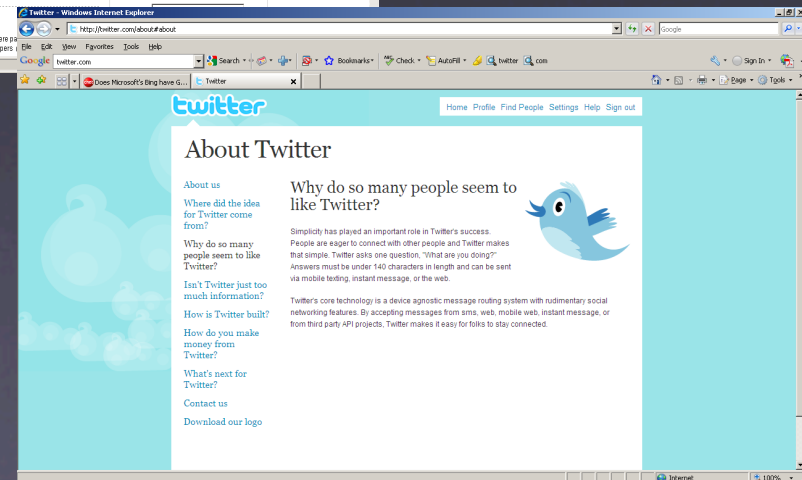 Twitter - Windows Internet Explorer
http://twitter.com/about#about
Google
File Edit View Favorites Tools Help
Google twitter.com Search Bookmarks Check AutoFill twitter com Sign In
Does Microsoft's Bing have G... Twitter Page Tools
twitter
Home Profile Find People Settings Help Sign out
About Twitter
About us
Where did the idea
for Twitter come
from?
Why do so many
people seem to like
Twitter?
Isn't Twitter just too
much information?
How is Twitter built?
How do you make
money from
Twitter?
What's next for
Twitter?
Contact us
Download our logo
Why do so many people seem to
like Twitter?
Simplicity has played an important role in Twitter's success.
People are eager to connect with other people and Twitter makes
that simple. Twitter asks one question, "What are you doing?"
Answers must be under 140 characters in length and can be sent
via mobile texting, instant message, or the web.
Twitter's core technology is a device agnostic message routing system with rudimentary social
networking features. By accepting messages from sms, web, mobile web, instant message, or
from third party API projects, Twitter makes it easy for folks to stay connected.
Internet 100%